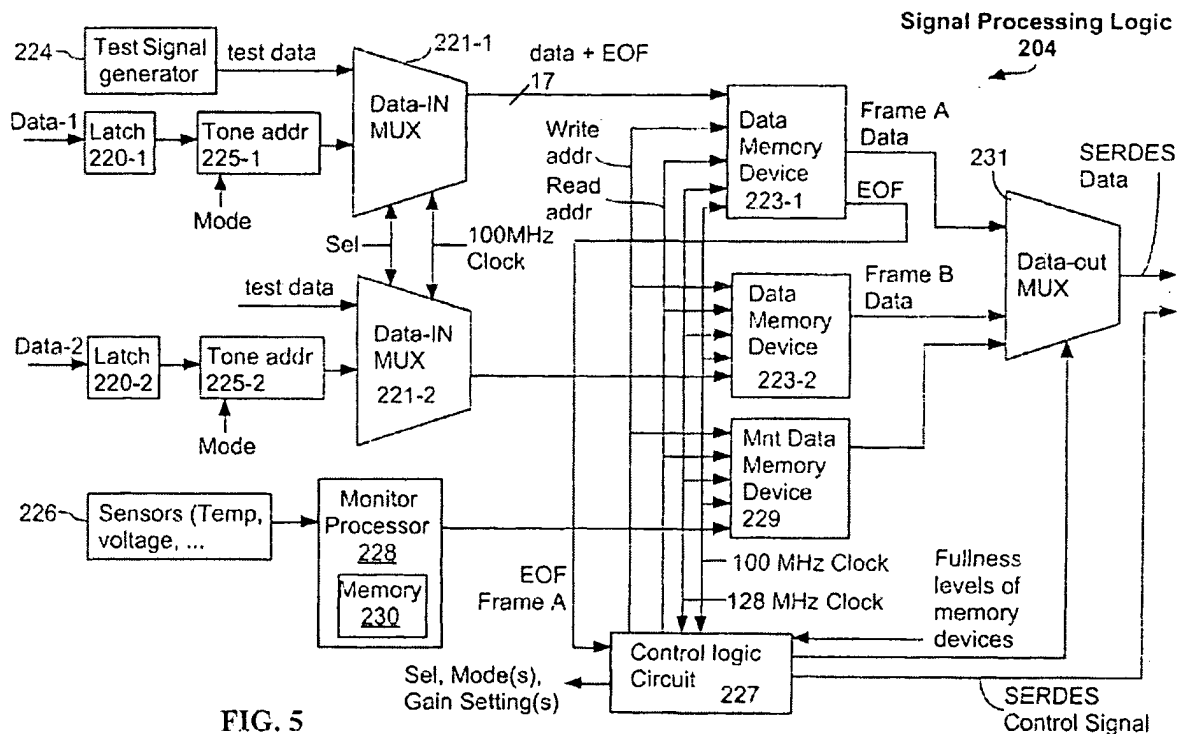 Signal Processing Logic
204
224
Test Signal
generator
test data
221-1
data + EOF
17
Data-IN
MUX
Data-1
Latch
220-1
Tone addr
225-1
Mode
Write
addr
Read
addr
Data
Memory
Device
223-1
Frame A
Data
EOF
231
SERDES
Data
Sel
100MHz
Clock
Data-out
MUX
test data
Data-IN
MUX
221-2
Data-2
Latch
220-2
Tone addr
225-2
Mode
Data
Memory
Device
223-2
Frame B
Data
Mnt Data
Memory
Device
229
226
Sensors (Temp,
voltage, ...
Monitor
Processor
228
Memory
230
EOF
Frame A
100 MHz Clock
128 MHz Clock
Fullness
levels of
memory
devices
Control logic
Circuit
227
Sel, Mode(s),
Gain Setting(s)
SERDES
Control Signal
FIG. 5